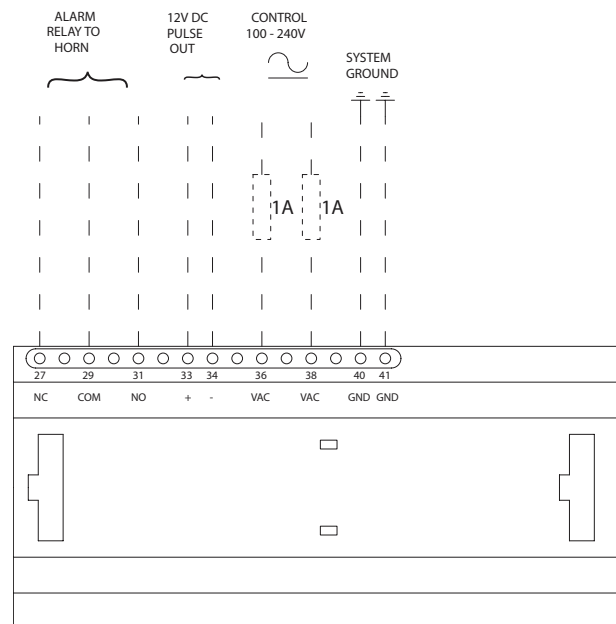 ALARM
RELAY TO
HORN
12V DC
PULSE
OUT
CONTROL
100 - 240V
SYSTEM
GROUND
1A 1A
27 29 31 33 34 36 38 40 41
NC COM NO + - VAC VAC GND GND